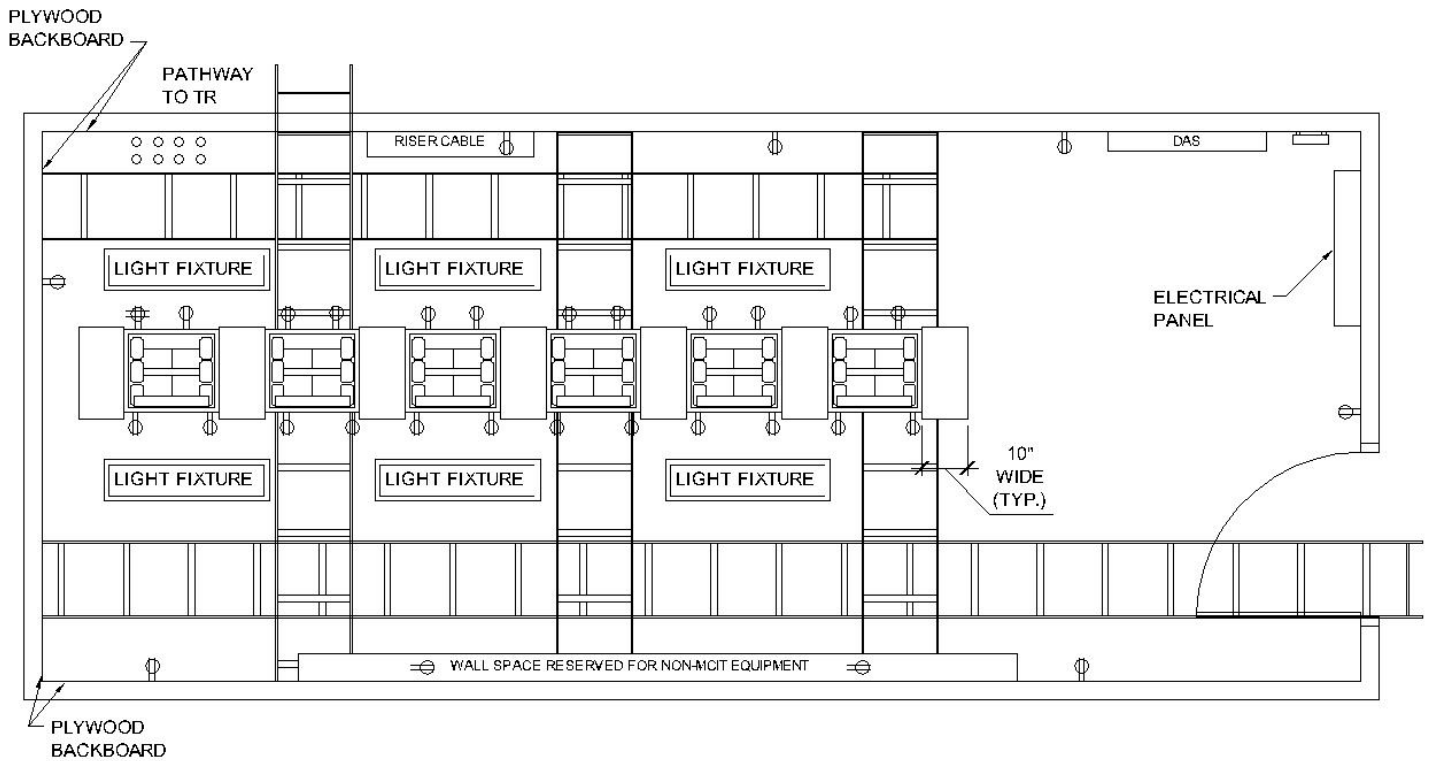 PLYWOOD
BACKBOARD
PATHWAY
TO TR
RISER CABLE
DAS
LIGHT FIXTURE
LIGHT FIXTURE
LIGHT FIXTURE
ELECTRICAL
PANEL
LIGHT FIXTURE
LIGHT FIXTURE
LIGHT FIXTURE
10"
WIDE
(TYP.)
WALL SPACE RESERVED FOR NON-MCIT EQUIPMENT
PLYWOOD
BACKBOARD